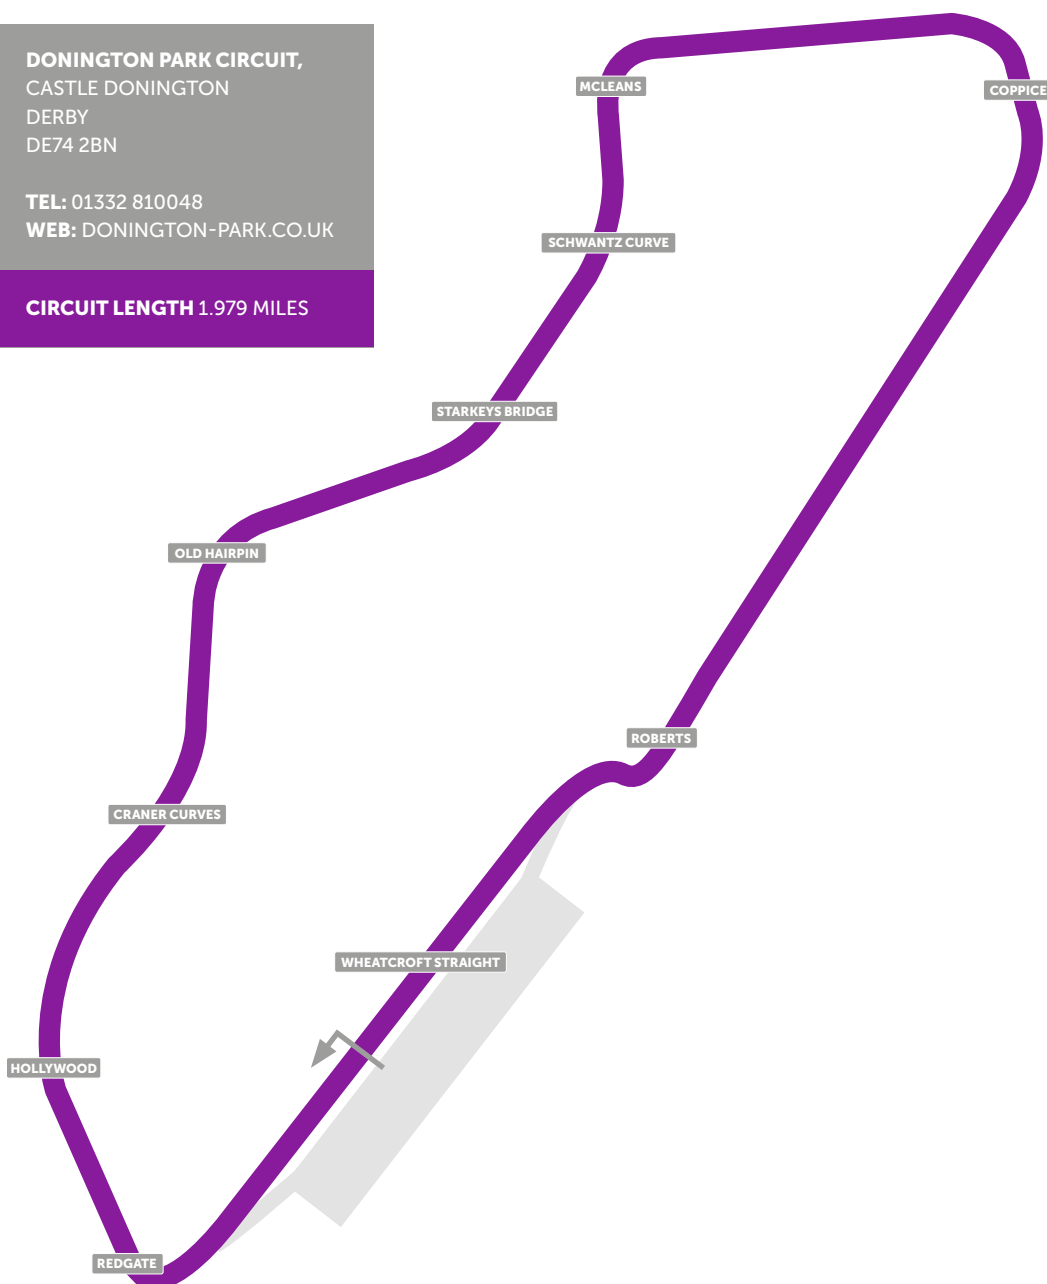 DONINGTON PARK CIRCUIT,
CASTLE DONINGTON
DERBY
DE74 2BN
TEL: 01332 810048
WEB: DONINGTON-PARK.CO.UK
CIRCUIT LENGTH 1.979 MILES
MCLEANS
COPPICE
SCHWANTZ CURVE
STARKEYS BRIDGE
OLD HAIRPIN
ROBERTS
CRANER CURVES
WHEATCROFT STRAIGHT
HOLLYWOOD
REDGATE